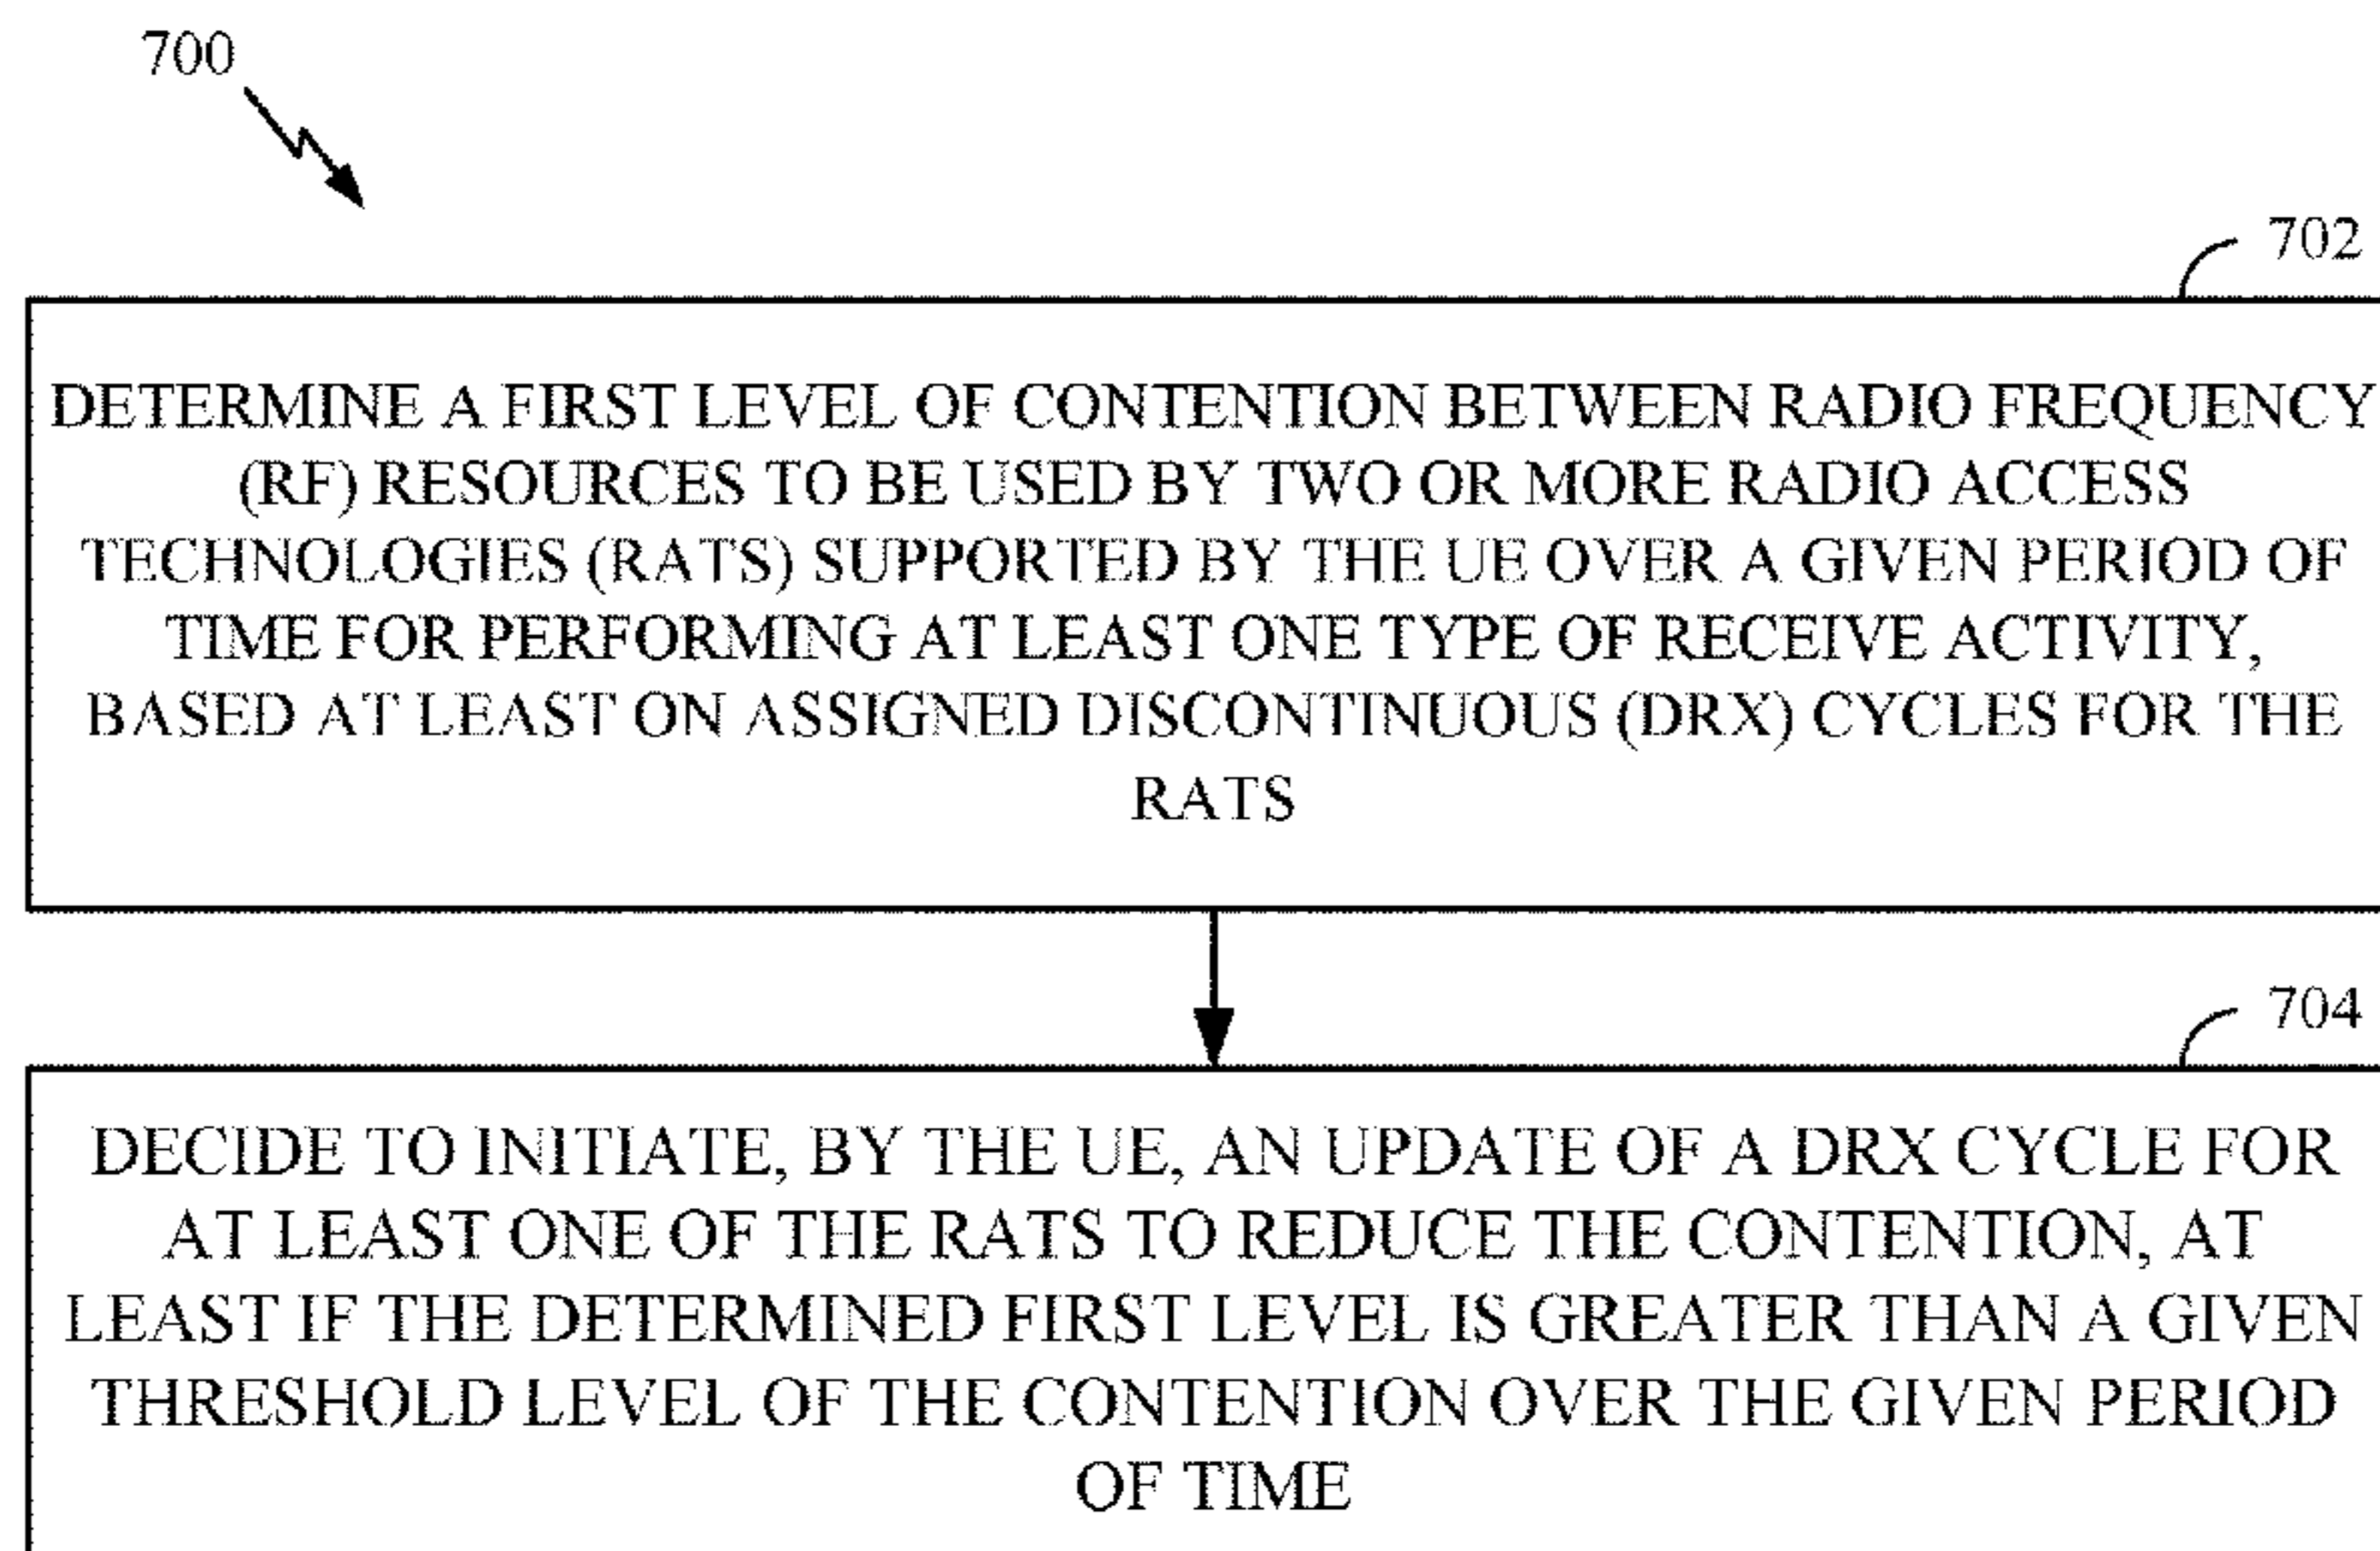 700
702
DETERMINE A FIRST LEVEL OF CONTENTION BETWEEN RADIO FREQUENCY
(RF) RESOURCES TO BE USED BY TWO OR MORE RADIO ACCESS
TECHNOLOGIES (RATS) SUPPORTED BY THE UE OVER A GIVEN PERIOD OF
TIME FOR PERFORMING AT LEAST ONE TYPE OF RECEIVE ACTIVITY,
BASED AT LEAST ON ASSIGNED DISCONTINUOUS (DRX) CYCLES FOR THE
RATS
704
DECIDE TO INITIATE, BY THE UE, AN UPDATE OF A DRX CYCLE FOR
AT LEAST ONE OF THE RATS TO REDUCE THE CONTENTION, AT
LEAST IF THE DETERMINED FIRST LEVEL IS GREATER THAN A GIVEN
THRESHOLD LEVEL OF THE CONTENTION OVER THE GIVEN PERIOD
OF TIME